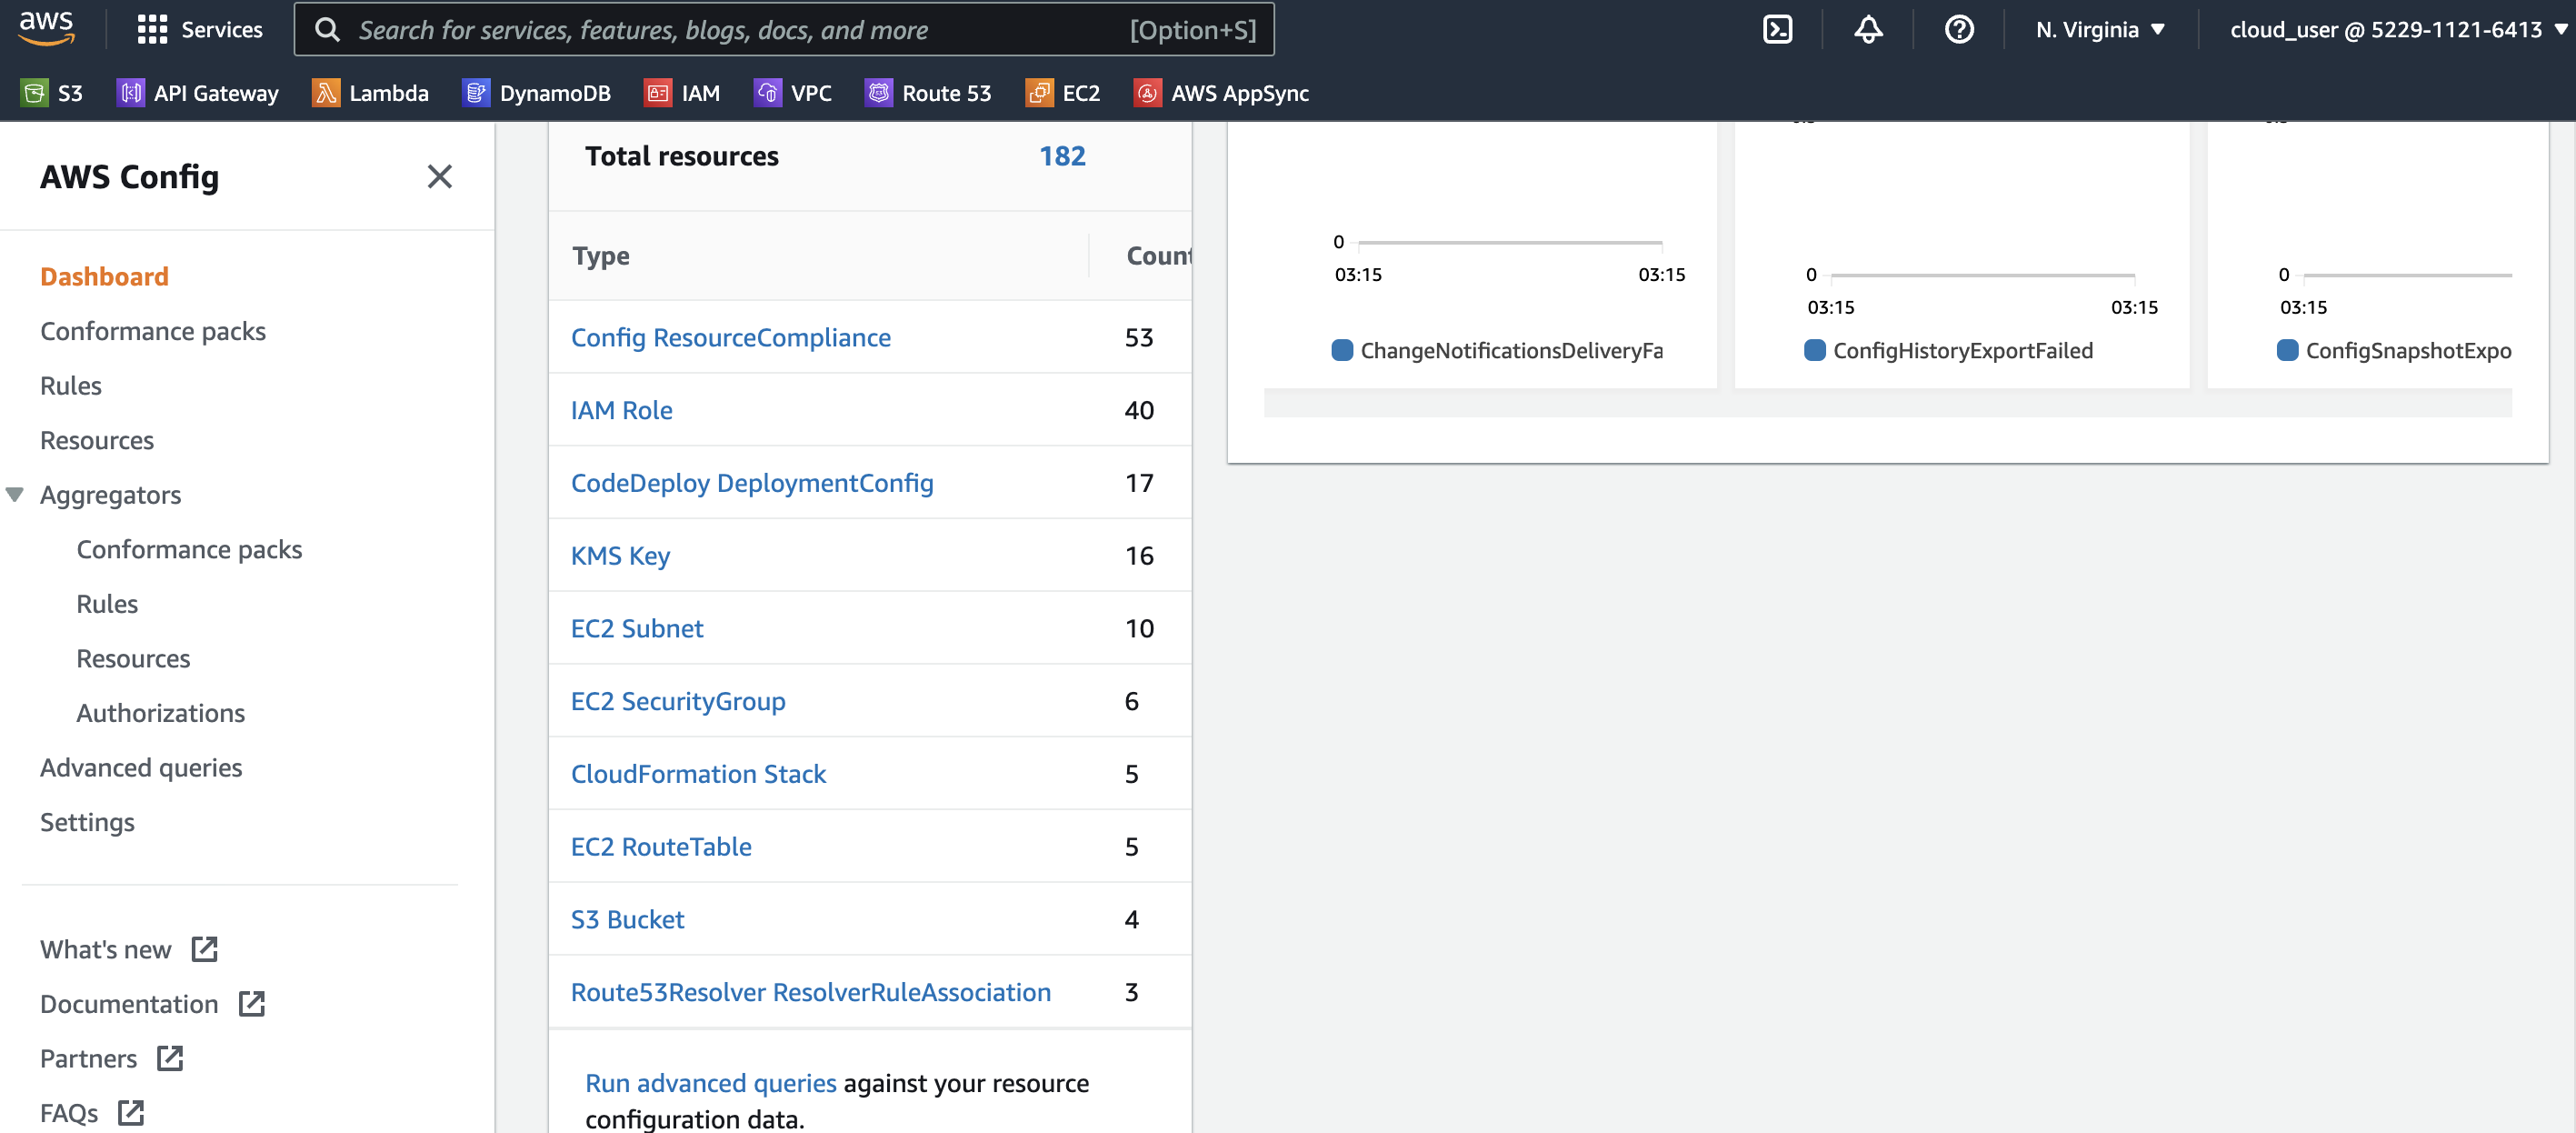 aws
Services
Search for services, features, blogs, docs, and more [Option+S]
N. Virginia ▼
cloud_user @ 5229-1121-6413 ▼
S3
API Gateway
Lambda
DynamoDB
IAM
VPC
Route 53
EC2
AWS AppSync
AWS Config
Dashboard
Conformance packs
Rules
Resources
Aggregators
Conformance packs
Rules
Resources
Authorizations
Advanced queries
Settings
What's new
Documentation
Partners
FAQs
Total resources 182
Type Count
Config ResourceCompliance 53
IAM Role 40
CodeDeploy DeploymentConfig 17
KMS Key 16
EC2 Subnet 10
EC2 SecurityGroup 6
CloudFormation Stack 5
EC2 RouteTable 5
S3 Bucket 4
Route53Resolver ResolverRuleAssociation 3
Run advanced queries against your resource
configuration data.
0
03:15 03:15
ChangeNotificationsDeliveryFa
0
03:15 03:15
ConfigHistoryExportFailed
0
03:15
ConfigSnapshotExpo